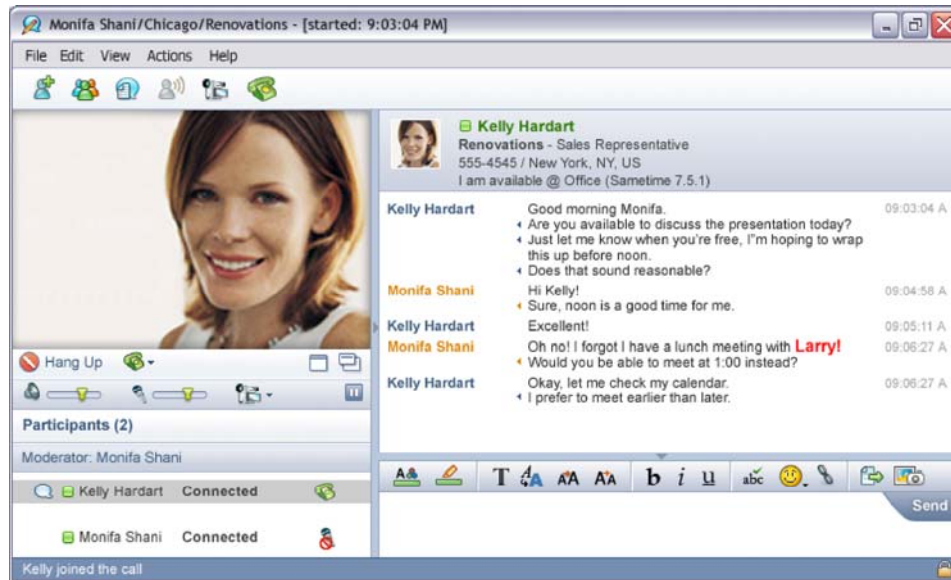 Monifa Shani/Chicago/Renovations - [started: 9:03:04 PM]
File Edit View Actions Help
Kelly Hardart
Renovations - Sales Representative
555-4545 / New York, NY, US
I am available @ Office (Sametime 7.5.1)
Kelly Hardart Good morning Monifa. 09:03:04 A
Are you available to discuss the presentation today?
Just let me know when you're free, I"m hoping to wrap
this up before noon.
Does that sound reasonable?
Monifa Shani Hi Kelly! 09:04:58 A
Sure, noon is a good time for me.
Kelly Hardart Excellent! 09:05:11 A
Monifa Shani Oh no! I forgot I have a lunch meeting with Larry! 09:06:27 A
Would you be able to meet at 1:00 instead?
Kelly Hardart Okay, let me check my calendar. 09:06:27 A
I prefer to meet earlier than later.
Hang Up
Participants (2)
Moderator: Monifa Shani
Kelly Hardart Connected
Monifa Shani Connected
A T A A A A A A b i u abc
Send
Kelly joined the call